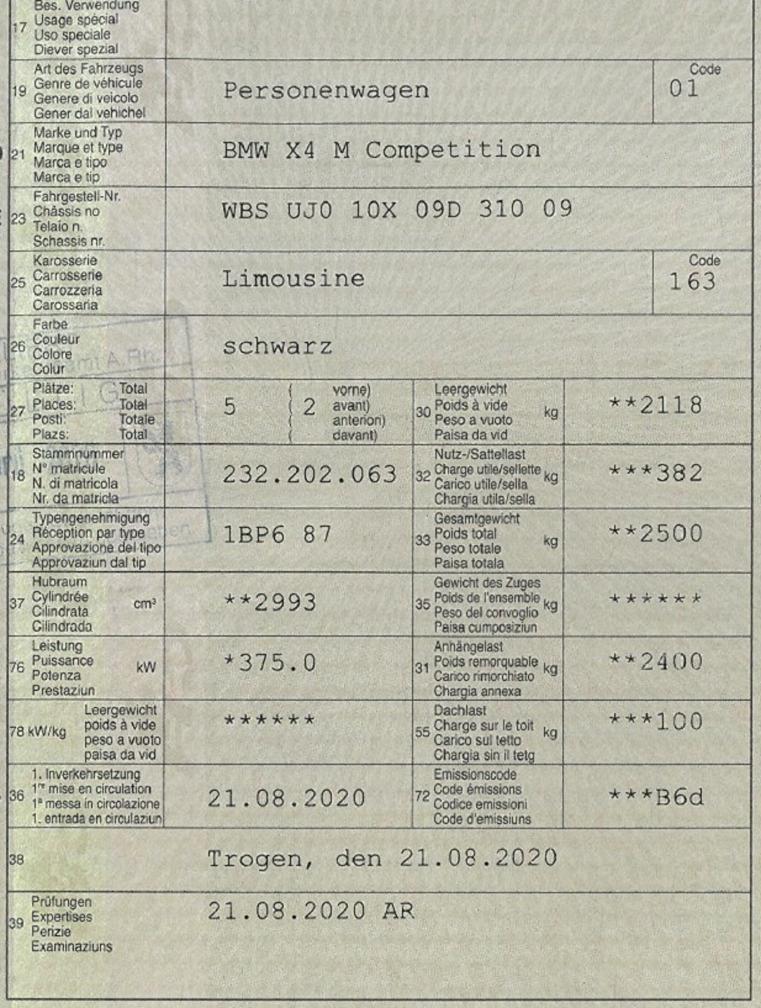 Bes. Verwendung
17 Usage spécial
Uso speciale
Diever spezial
Art des Fahrzeugs
19 Genre de véhicule
Genere di veicolo
Gener dal vehichel
Personenwagen
Code
01
Marke und Typ
21 Marque et type
Marca e tipo
Marca e tip
BMW X4 M Competition
Fahrgestell-Nr.
23 Châssis no
Telaio n.
Schassis nr.
WBS UJ0 10X 09D 310 09
Karosserie
25 Carrosserie
Carrozzeria
Carossaria
Limousine
Code
163
Farbe
26 Couleur
Colore
Colur
schwarz
Plätze: Total
27 Places: Total
Posti: Totale
Plazs: Total
5 ( 2 vorne)
( avant)
( anterion)
( davant)
Leergewicht
30 Poids à vide kg
Peso a vuoto
Paisa da vid
**2118
Stammnummer
18 N° matricule
N. di matricola
Nr. da matricla
232.202.063
Nutz-/Sattellast
32 Charge utile/sellette kg
Carico utile/sella
Chargia utila/sella
***382
Typengenehmigung
24 Réception par type
Approvazione del tipo
Approvaziun dal tip
1BP6 87
Gesamtgewicht
33 Poids total kg
Peso totale
Paisa totala
**2500
Hubraum
37 Cylindrée cm³
Cilindrata
Cilindrada
**2993
Gewicht des Zuges
35 Poids de l'ensemble kg
Peso del convoglio
Paisa cumposiziun
******
Leistung
76 Puissance kW
Potenza
Prestaziun
*375.0
Anhängelast
31 Poids remorquable kg
Carico rimorchiato
Chargia annexa
**2400
Leergewicht
78 kW/kg poids à vide
peso a vuoto
paisa da vid
******
Dachlast
55 Charge sur le toit kg
Carico sul tetto
Chargia sin il tetg
***100
1. Inverkehrsetzung
36 1re mise en circulation
1a messa in circolazione
1. entrada en circulaziun
21.08.2020
Emissionscode
72 Code émissions
Codice emissioni
Code d'emissiuns
***B6d
38 Trogen, den 21.08.2020
Prüfungen
39 Expertises
Perizie
Examinaziuns
21.08.2020 AR